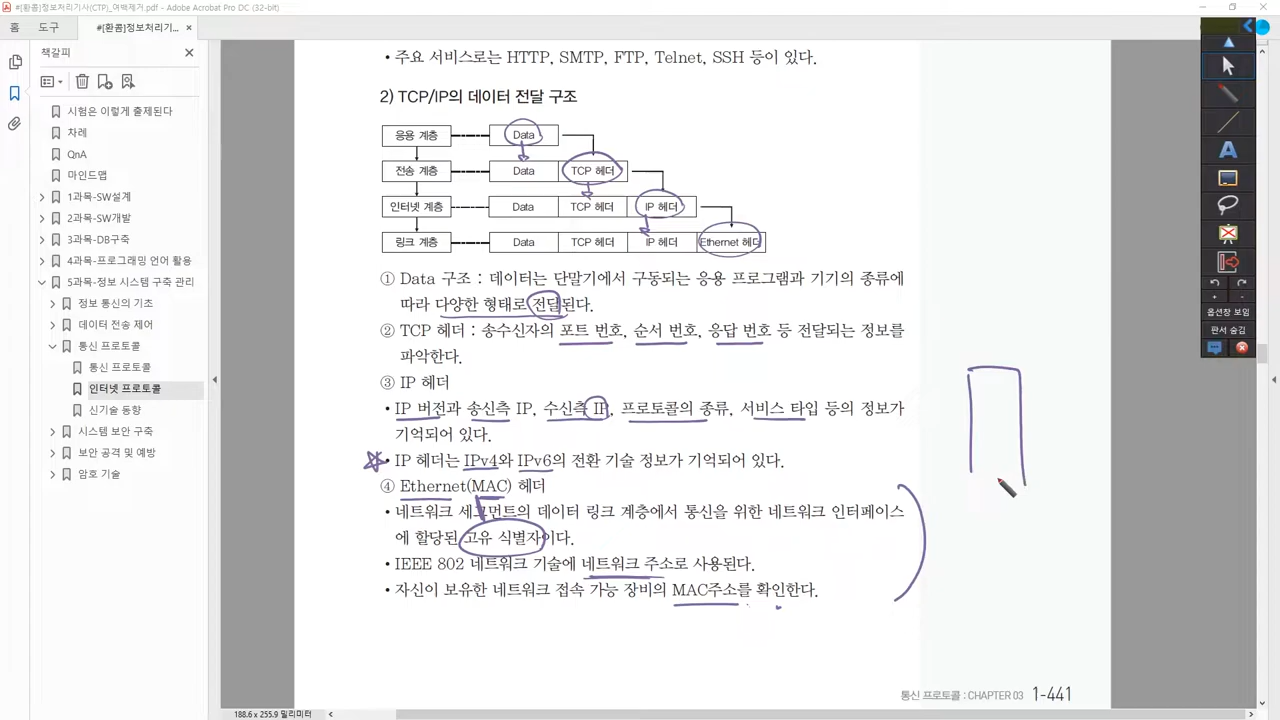 #[환콤]정보처리기사(CTP)_여백제거.pdf - Adobe Acrobat Pro DC (32-bit)
홈 도구 #[환콤]정보처리기... ×
책갈피
시험은 이렇게 출제된다
차례
QnA
마인드맵
1과목-SW설계
2과목-SW개발
3과목-DB구축
4과목-프로그래밍 언어 활용
5과목-정보 시스템 구축 관리
정보 통신의 기초
데이터 전송 제어
통신 프로토콜
통신 프로토콜
인터넷 프로토콜
신기술 동향
시스템 보안 구축
보안 공격 및 예방
암호 기술
• 주요 서비스로는 HTTP, SMTP, FTP, Telnet, SSH 등이 있다.
2) TCP/IP의 데이터 전달 구조
응용 계층 Data
전송 계층 Data TCP 헤더
인터넷 계층 Data TCP 헤더 IP 헤더
링크 계층 Data TCP 헤더 IP 헤더 Ethernet 헤더
① Data 구조 : 데이터는 단말기에서 구동되는 응용 프로그램과 기기의 종류에
따라 다양한 형태로 전달된다.
② TCP 헤더 : 송수신자의 포트 번호, 순서 번호, 응답 번호 등 전달되는 정보를
파악한다.
③ IP 헤더
• IP 버전과 송신측 IP, 수신측 IP, 프로토콜의 종류, 서비스 타입 등의 정보가
기억되어 있다.
• IP 헤더는 IPv4와 IPv6의 전환 기술 정보가 기억되어 있다.
④ Ethernet(MAC) 헤더
• 네트워크 세그먼트의 데이터 링크 계층에서 통신을 위한 네트워크 인터페이스
에 할당된 고유 식별자이다.
• IEEE 802 네트워크 기술에 네트워크 주소로 사용된다.
• 자신이 보유한 네트워크 접속 가능 장비의 MAC주소를 확인한다.
통신 프로토콜 : CHAPTER 03 1-441
188.6 x 255.9 밀리미터
A
옵션창 보임
판서 숨김